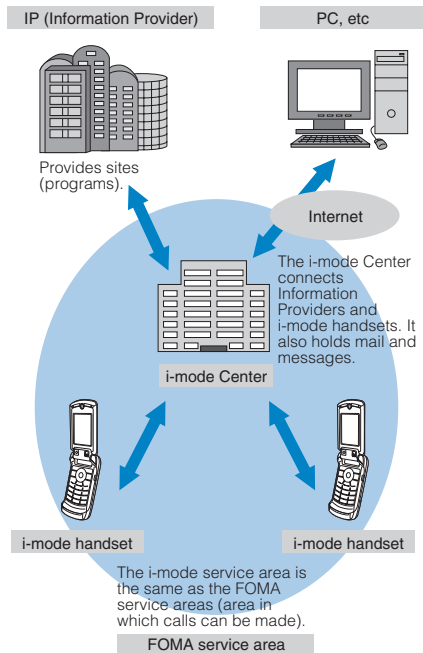 IP (Information Provider)
PC, etc
Provides sites
(programs).
Internet
The i-mode Center
connects
Information
Providers and
i-mode handsets. It
also holds mail and
messages.
i-mode Center
i-mode handset
i-mode handset
The i-mode service area is
the same as the FOMA
service areas (area in
which calls can be made).
FOMA service area